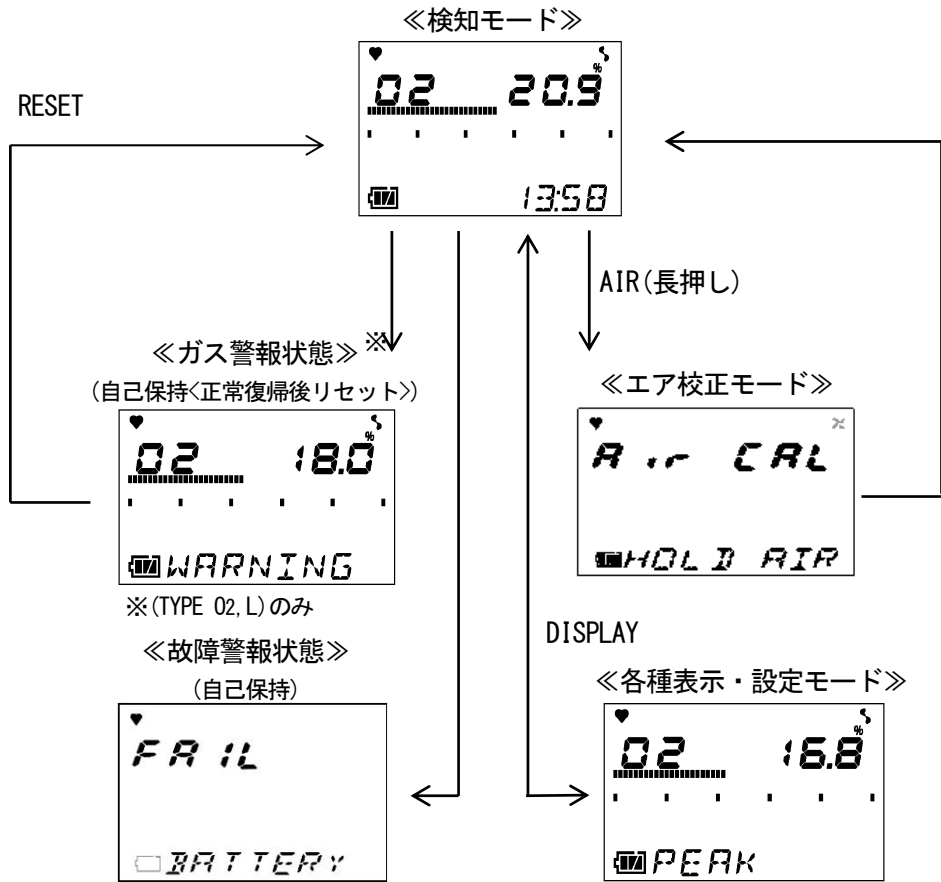 ≪検知モード≫
O2 20.9%
13:58
RESET
AIR(長押し)
≪ガス警報状態≫※
(自己保持<正常復帰後リセット>)
O2 18.0%
WARNING
※(TYPE O2,L)のみ
≪エア校正モード≫
Air CAL
HOLD AIR
≪故障警報状態≫
(自己保持)
FAIL
BATTERY
DISPLAY
≪各種表示・設定モード≫
O2 16.8%
PEAK